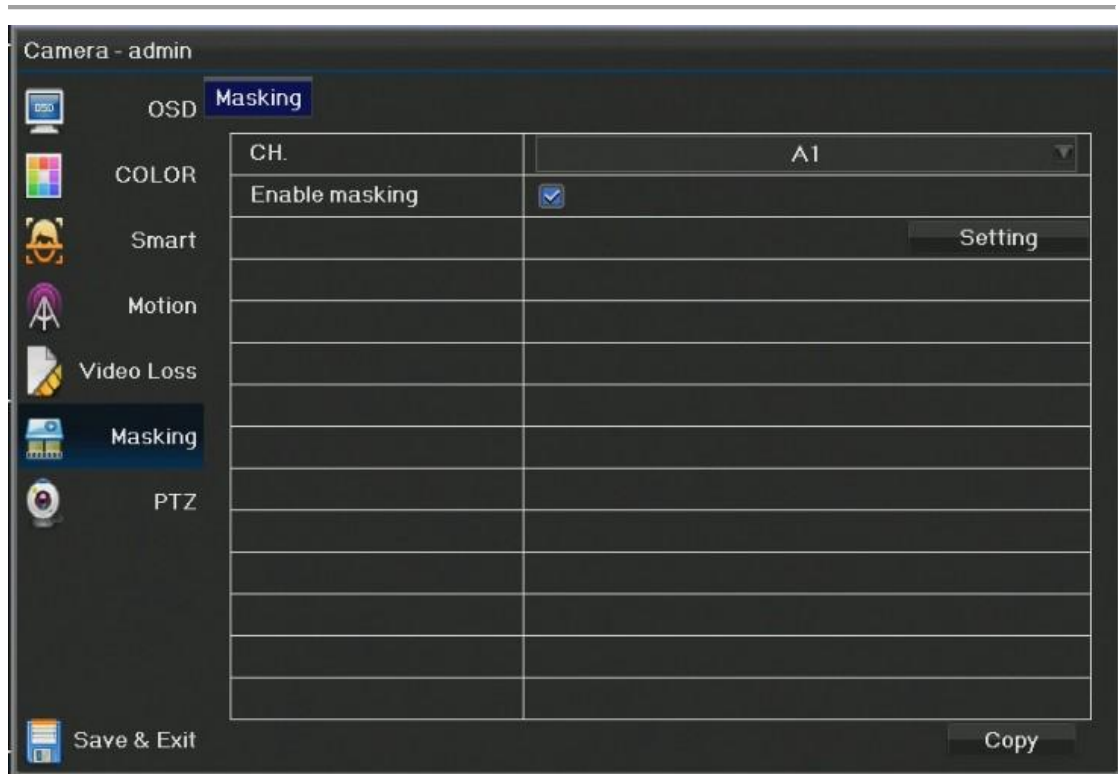 Camera - admin
OSD
Masking
CH. A1
COLOR
Enable masking
Smart
Setting
Motion
Video Loss
Masking
PTZ
Save & Exit
Copy